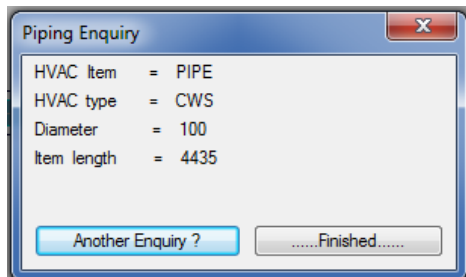 Piping Enquiry
HVAC Item = PIPE
HVAC type = CWS
Diameter = 100
Item length = 4435
Another Enquiry ? ......Finished......